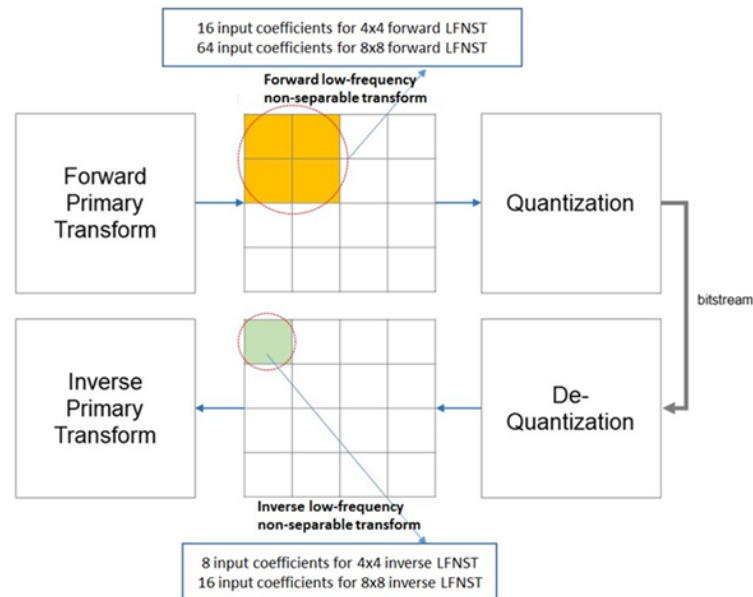 16 input coefficients for 4x4 forward LFNST
64 input coefficients for 8x8 forward LFNST
Forward low-frequency
non-separable transform
Forward
Primary
Transform
Quantization
bitstream
Inverse
Primary
Transform
De-
Quantization
Inverse low-frequency
non-separable transform
8 input coefficients for 4x4 inverse LFNST
16 input coefficients for 8x8 inverse LFNST